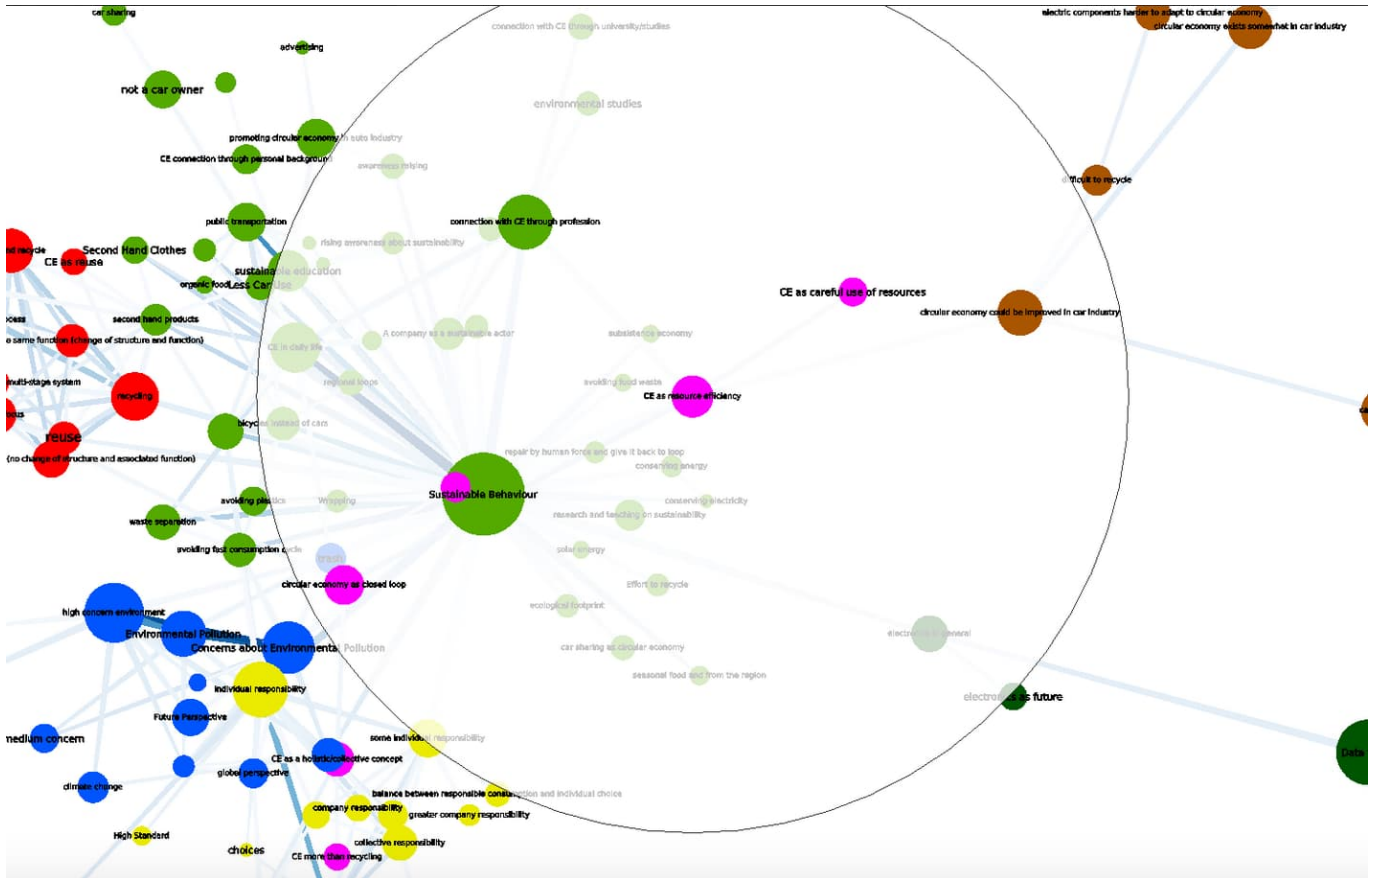 car sharing
electric components harder to adapt to circular economy
connection with CE through university/studies
circular economy exists somewhat in car industry
advertising
not a car owner
environmental studies
promoting circular economy in auto industry
CE connection through personal background
awareness raising
difficult to recycle
public transportation
connection with CE through profession
rising awareness about sustainability
recycle
Second Hand Clothes
CE as reuse
sustainable education
organic food
Less Car Use
CE as careful use of resources
circular economy could be improved in car industry
second hand products
A company as a sustainable actor
subsistence economy
same function (change of structure and function)
CE in daily life
multi-stage system
regional loops
avoiding food waste
recycling
CE as resource efficiency
bicycles instead of cars
reuse
repair by human force and give it back to loop
(no change of structure and associated function)
conserving energy
Sustainable Behaviour
avoiding plastics
Wrapping
conserving electricity
waste separation
research and teaching on sustainability
avoiding fast consumption cycle
solar energy
trash
circular economy as closed loop
Effort to recycle
ecological footprint
high concern environment
Environmental Pollution
electronics in general
Concerns about Environmental Pollution
car sharing as circular economy
seasonal food and from the region
individual responsibility
electronics as future
Future Perspective
medium concern
some individual responsibility
Data
CE as a holistic/collective concept
global perspective
climate change
balance between responsible consumption and individual choice
company responsibility
greater company responsibility
High Standard
collective responsibility
choices
CE more than recycling